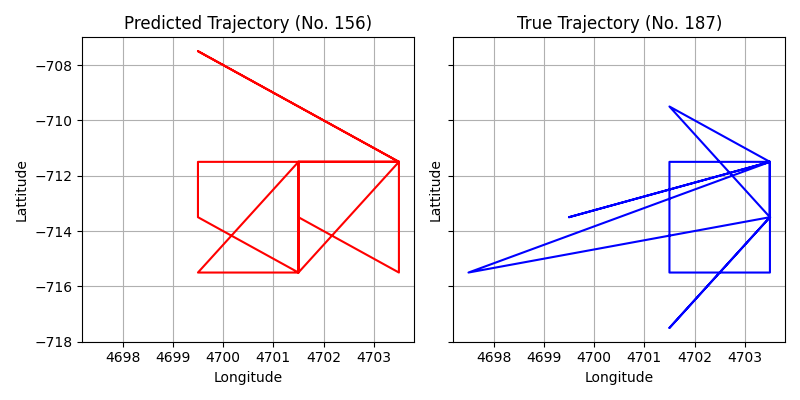 Predicted Trajectory (No. 156)
True Trajectory (No. 187)
Lattitude
−708
−710
−712
−714
−716
−718
4698 4699 4700 4701 4702 4703
Longitude
Lattitude
4698 4699 4700 4701 4702 4703
Longitude